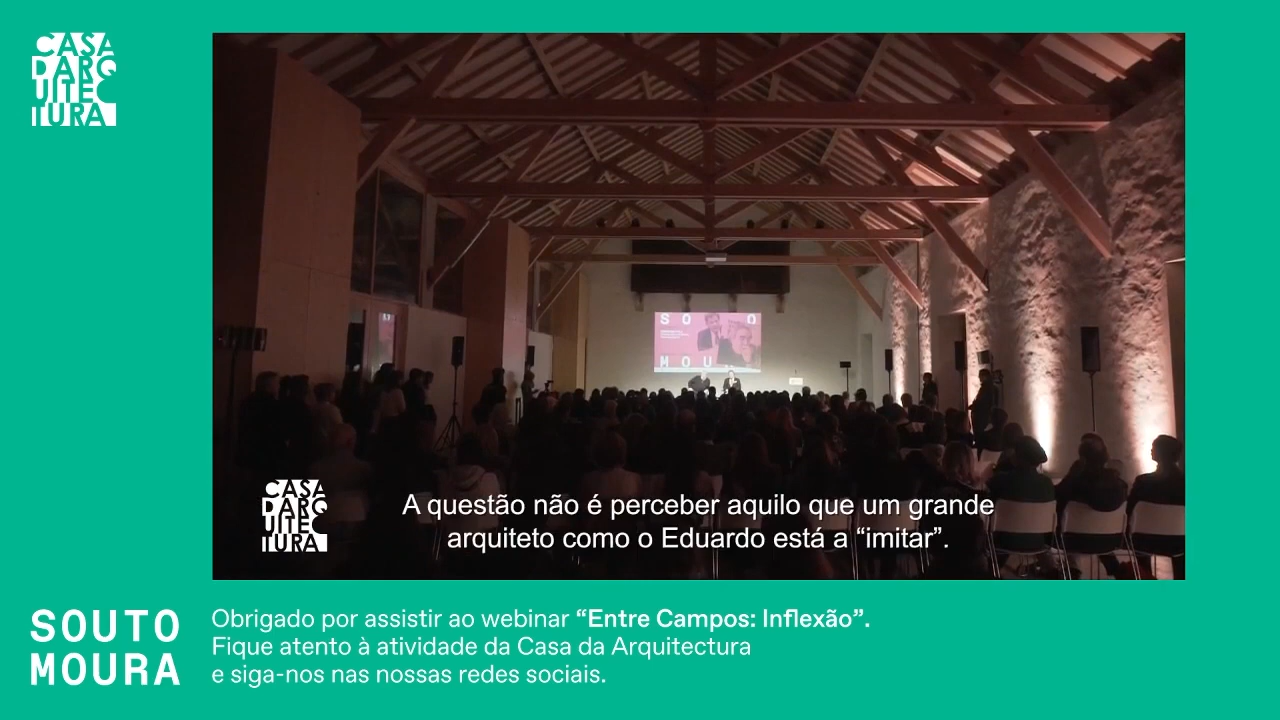 CASA
DARQ
UITEC
TURA
SO O
MOU
CASA
DARQ
UITEC
TURA
A questão não é perceber aquilo que um grande
arquiteto como o Eduardo está a “imitar”.
SOUTO
MOURA
Obrigado por assistir ao webinar “Entre Campos: Inflexão”.
Fique atento à atividade da Casa da Arquitectura
e siga-nos nas nossas redes sociais.